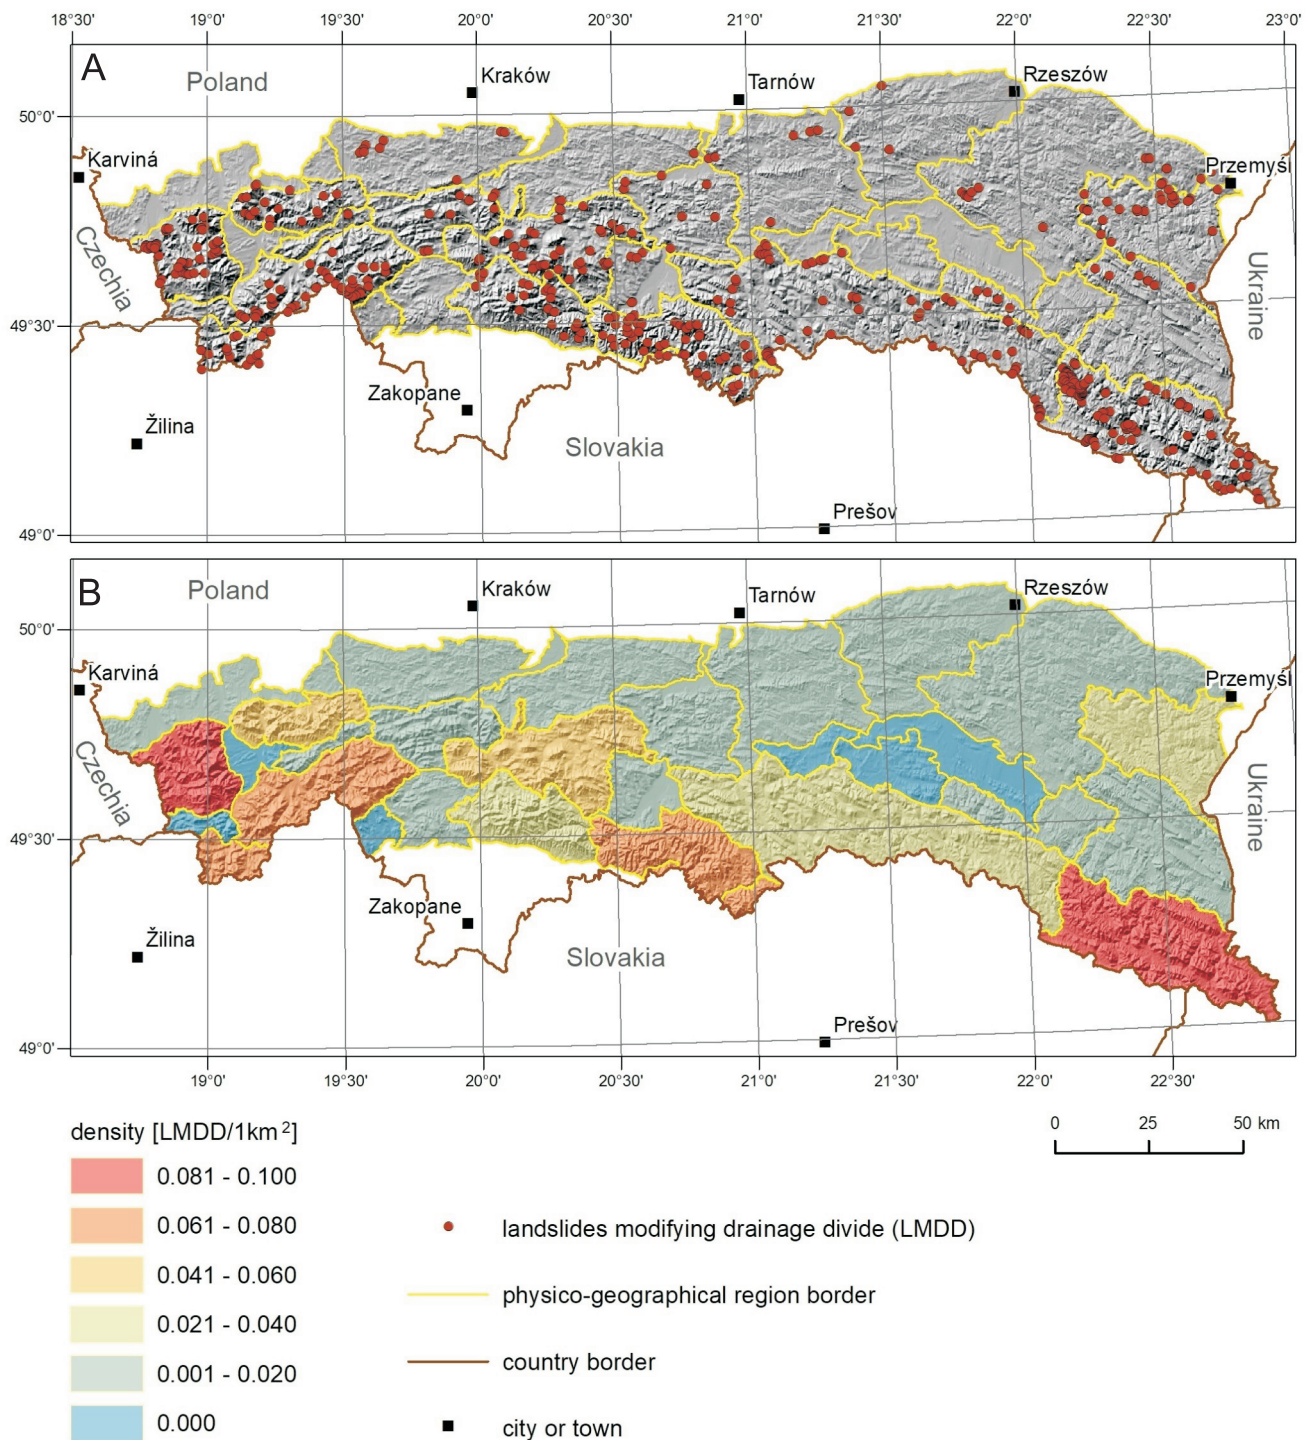 18°30' 19°0' 19°30' 20°0' 20°30' 21°0' 21°30' 22°0' 22°30' 23°0'
A
Poland
Kraków
Tarnów
Rzeszów
50°0'
Karviná
Przemyśl
Czechia
Ukraine
49°30'
Zakopane
Žilina
Slovakia
Prešov
49°0'
B
Poland
Kraków
Tarnów
Rzeszów
50°0'
Karviná
Przemyśl
Czechia
Ukraine
49°30'
Zakopane
Žilina
Slovakia
Prešov
49°0'
19°0' 19°30' 20°0' 20°30' 21°0' 21°30' 22°0' 22°30'
density [LMDD/1km²]
0.081 - 0.100
0.061 - 0.080
0.041 - 0.060
0.021 - 0.040
0.001 - 0.020
0.000
0 25 50 km
landslides modifying drainage divide (LMDD)
physico-geographical region border
country border
city or town